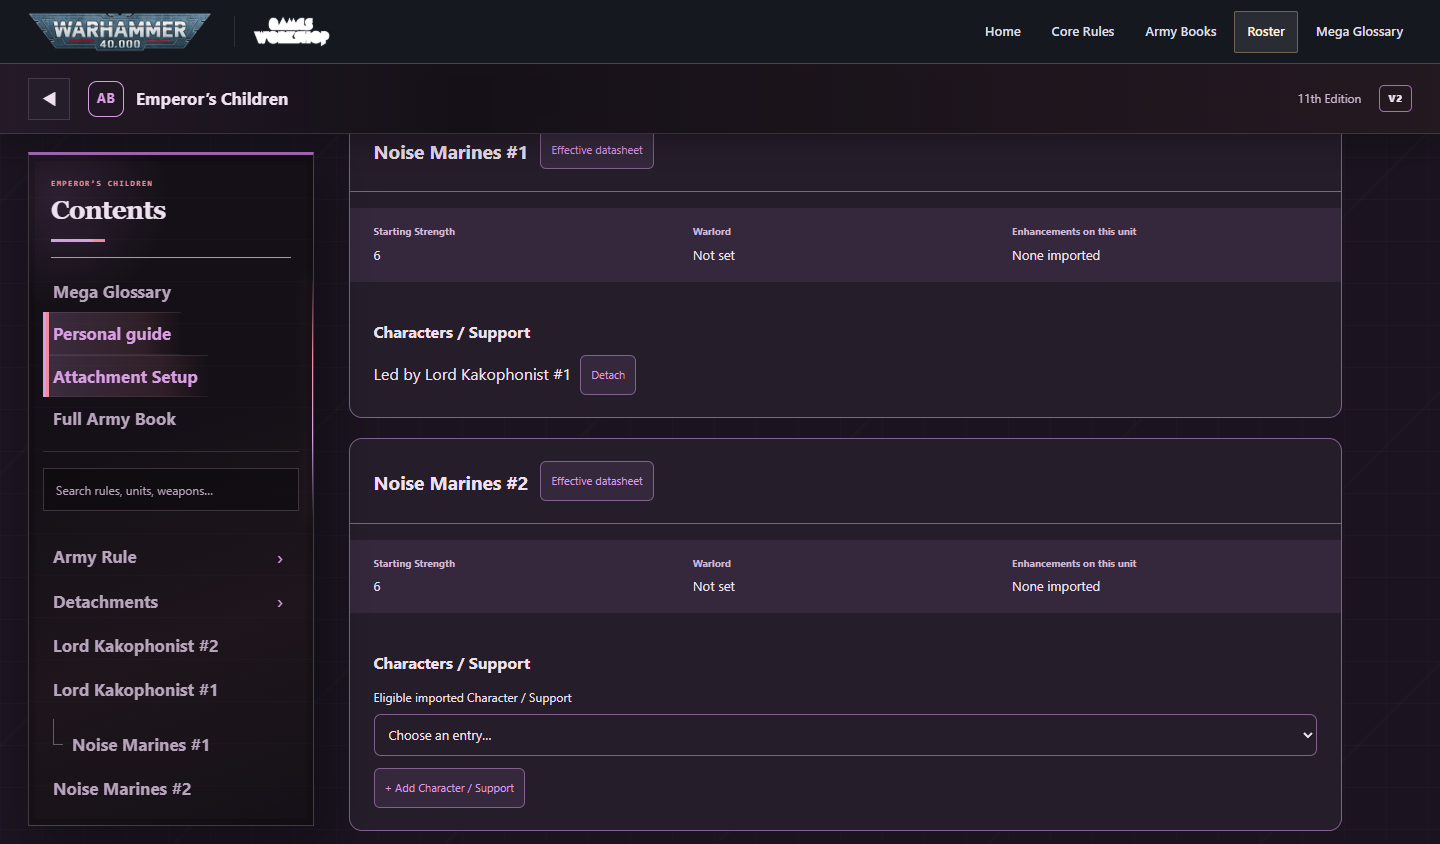 WARHAMMER
40,000
GAMES
WORKSHOP
Home
Core Rules
Army Books
Roster
Mega Glossary
◀
AB
Emperor’s Children
11th Edition
V2
EMPEROR’S CHILDREN
Contents
Mega Glossary
Personal guide
Attachment Setup
Full Army Book
Search rules, units, weapons...
Army Rule ›
Detachments ›
Lord Kakophonist #2
Lord Kakophonist #1
Noise Marines #1
Noise Marines #2
Noise Marines #1
Effective datasheet
Starting Strength
6
Warlord
Not set
Enhancements on this unit
None imported
Characters / Support
Led by Lord Kakophonist #1
Detach
Noise Marines #2
Effective datasheet
Starting Strength
6
Warlord
Not set
Enhancements on this unit
None imported
Characters / Support
Eligible imported Character / Support
Choose an entry...
+ Add Character / Support